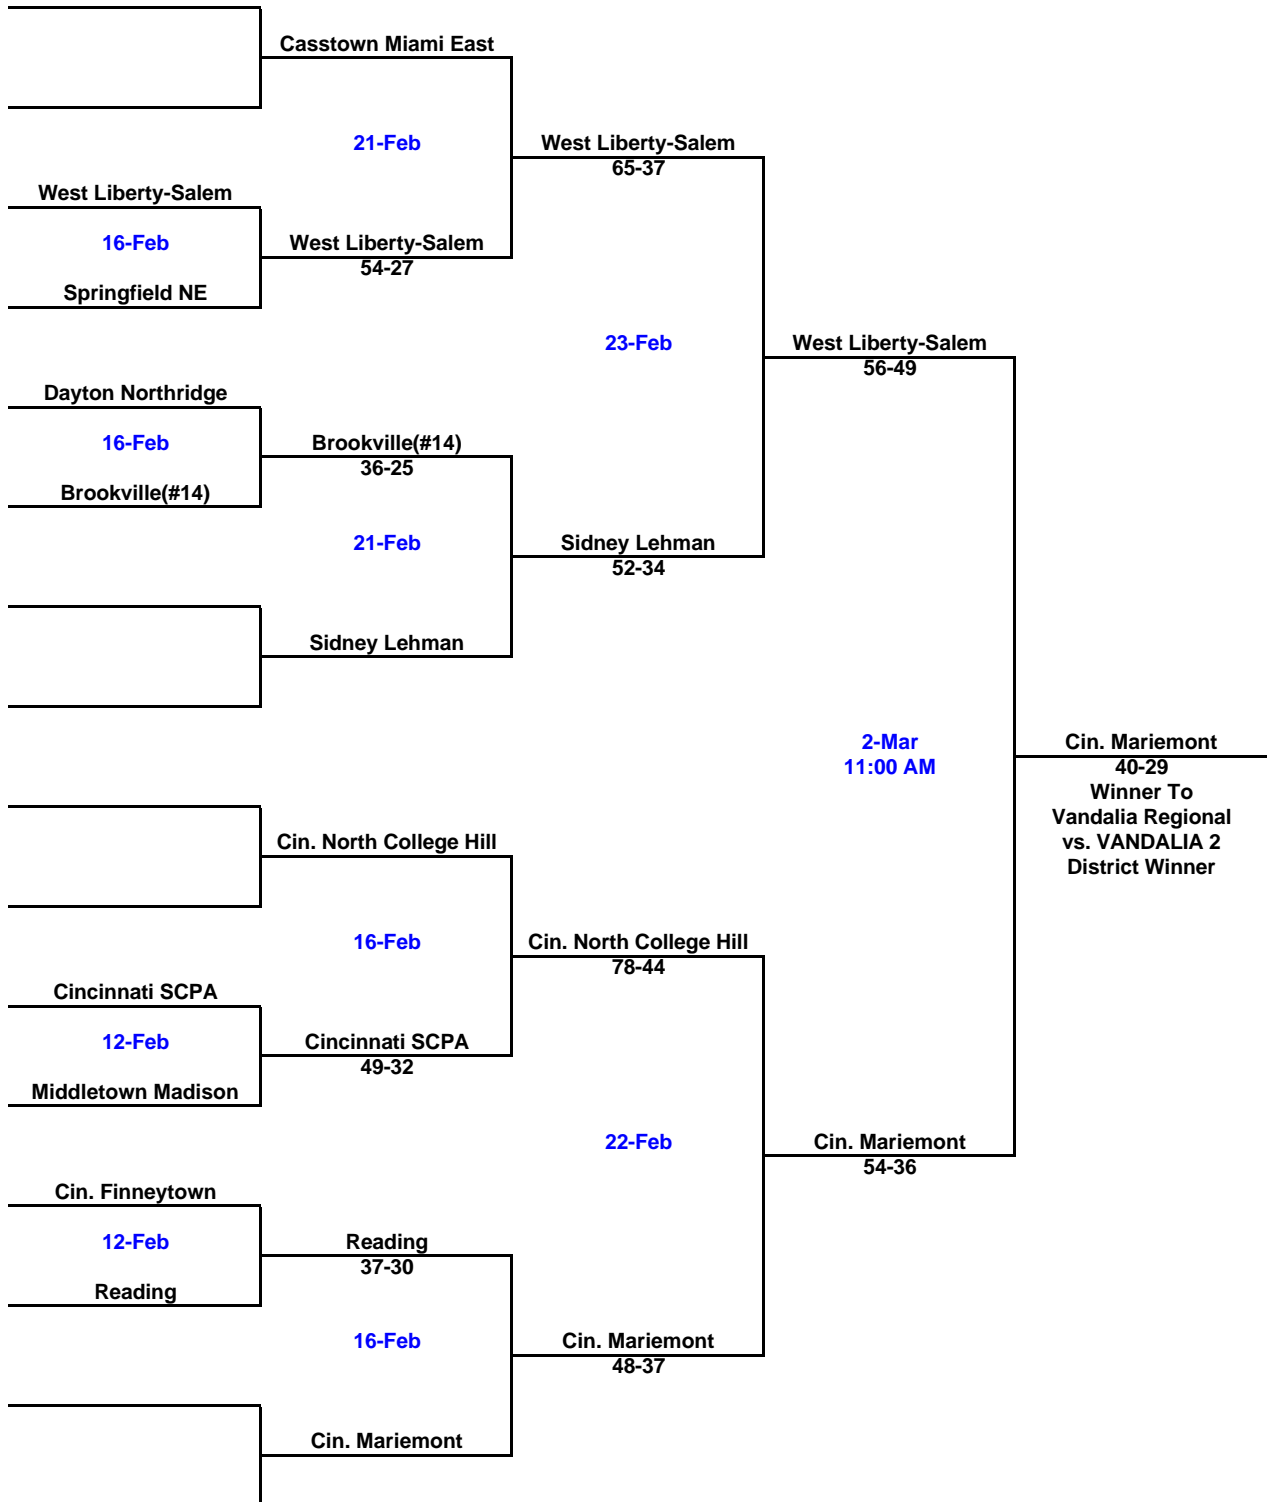 Casstown Miami East
21-Feb
West Liberty-Salem
65-37
West Liberty-Salem
16-Feb
West Liberty-Salem
54-27
Springfield NE
23-Feb
West Liberty-Salem
56-49
Dayton Northridge
16-Feb
Brookville(#14)
36-25
Brookville(#14)
21-Feb
Sidney Lehman
52-34
Sidney Lehman
2-Mar
11:00 AM
Cin. Mariemont
40-29
Winner To
Vandalia Regional
vs. VANDALIA 2
District Winner
Cin. North College Hill
16-Feb
Cin. North College Hill
78-44
Cincinnati SCPA
12-Feb
Cincinnati SCPA
49-32
Middletown Madison
22-Feb
Cin. Mariemont
54-36
Cin. Finneytown
12-Feb
Reading
37-30
Reading
16-Feb
Cin. Mariemont
48-37
Cin. Mariemont